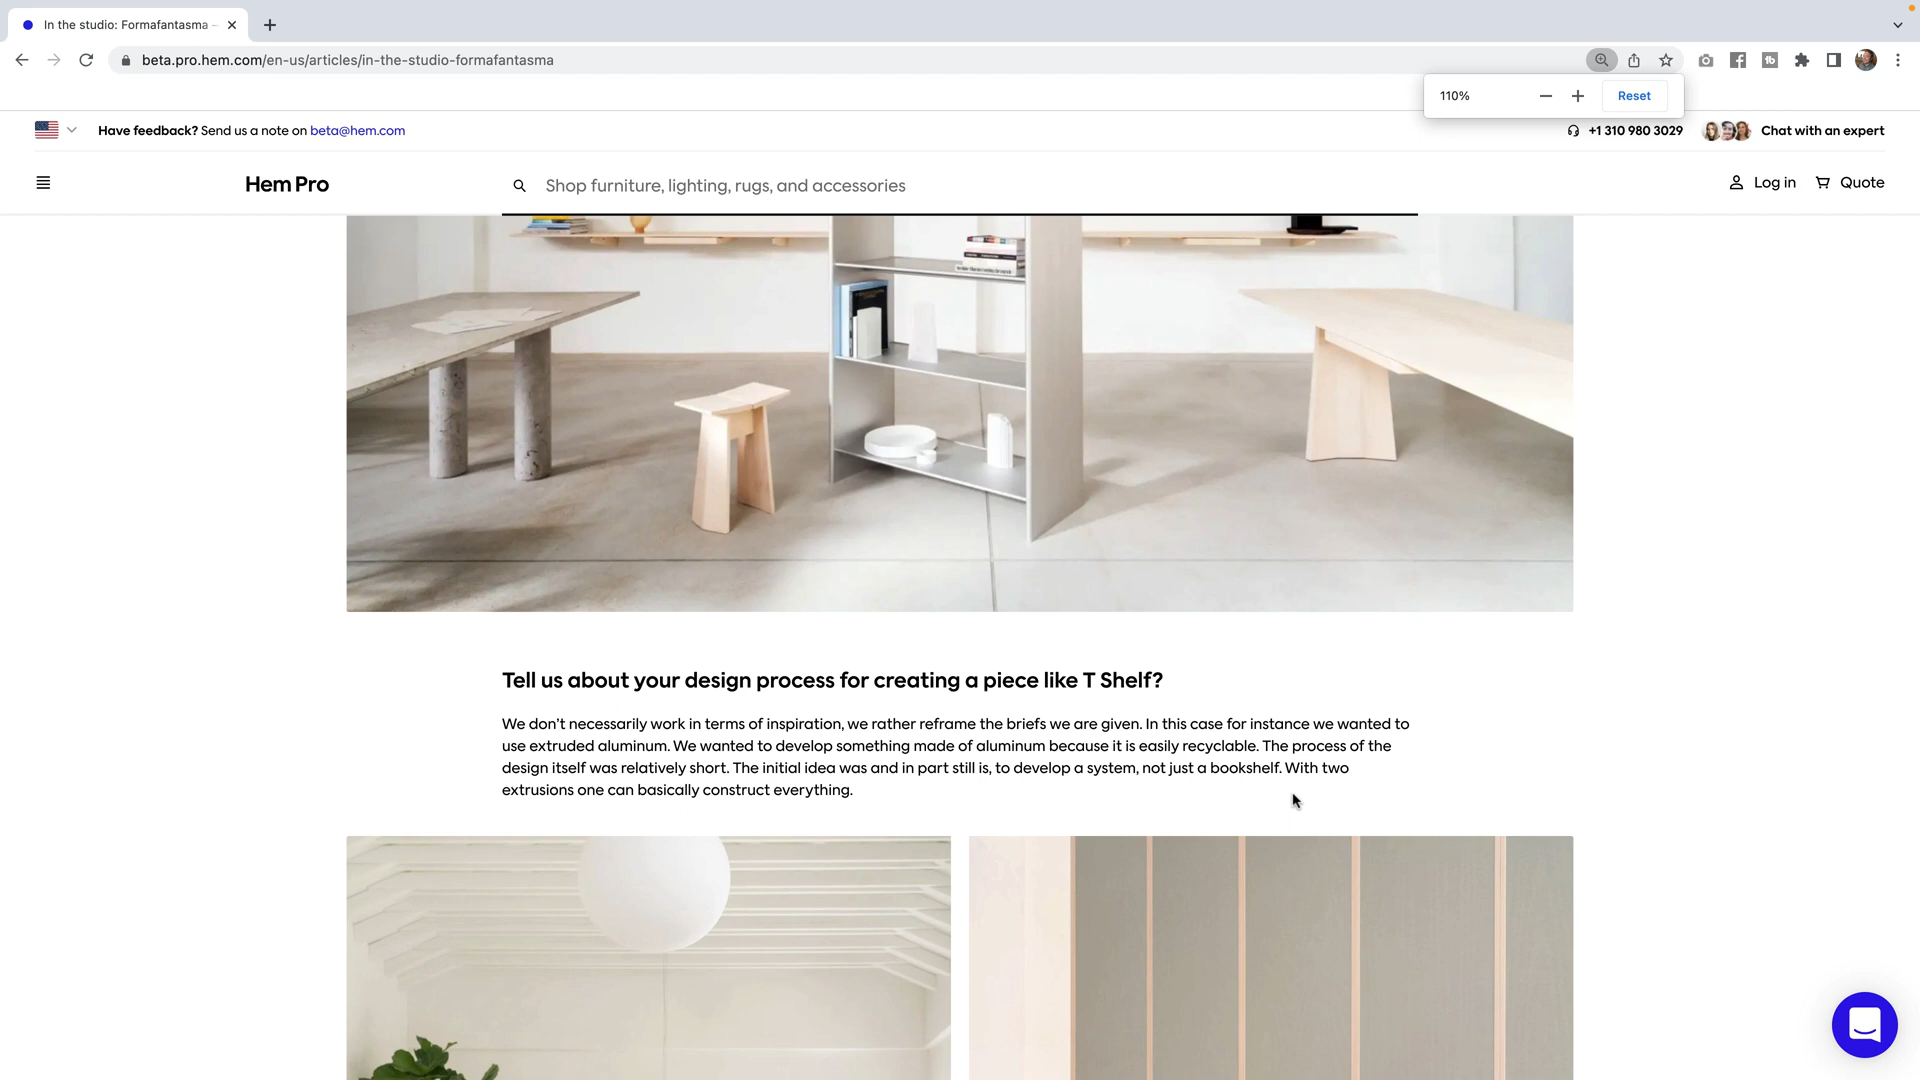 In the studio: Formafantasma –
beta.pro.hem.com/en-us/articles/in-the-studio-formafantasma
110%
Reset
Have feedback? Send us a note on beta@hem.com
+1 310 980 3029
Chat with an expert
Hem Pro
Shop furniture, lighting, rugs, and accessories
Log in
Quote
Tell us about your design process for creating a piece like T Shelf?
We don’t necessarily work in terms of inspiration, we rather reframe the briefs we are given. In this case for instance we wanted to
use extruded aluminum. We wanted to develop something made of aluminum because it is easily recyclable. The process of the
design itself was relatively short. The initial idea was and in part still is, to develop a system, not just a bookshelf. With two
extrusions one can basically construct everything.